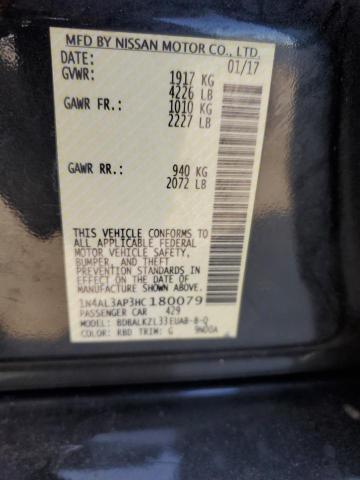 MFD BY NISSAN MOTOR CO., LTD.
DATE: 01/17
GVWR: 1917 KG
4226 LB
GAWR FR.: 1010 KG
2227 LB
GAWR RR.: 940 KG
2072 LB
THIS VEHICLE CONFORMS TO
ALL APPLICABLE FEDERAL
MOTOR VEHICLE SAFETY,
BUMPER, AND THEFT
PREVENTION STANDARDS IN
EFFECT ON THE DATE OF
MANUFACTURE SHOWN ABOVE.
1N4AL3AP3HC180079
PASSENGER CAR 429
MODEL: BDBALKZL33EUAB-8-Q
COLOR: RBD TRIM: G 9N00A